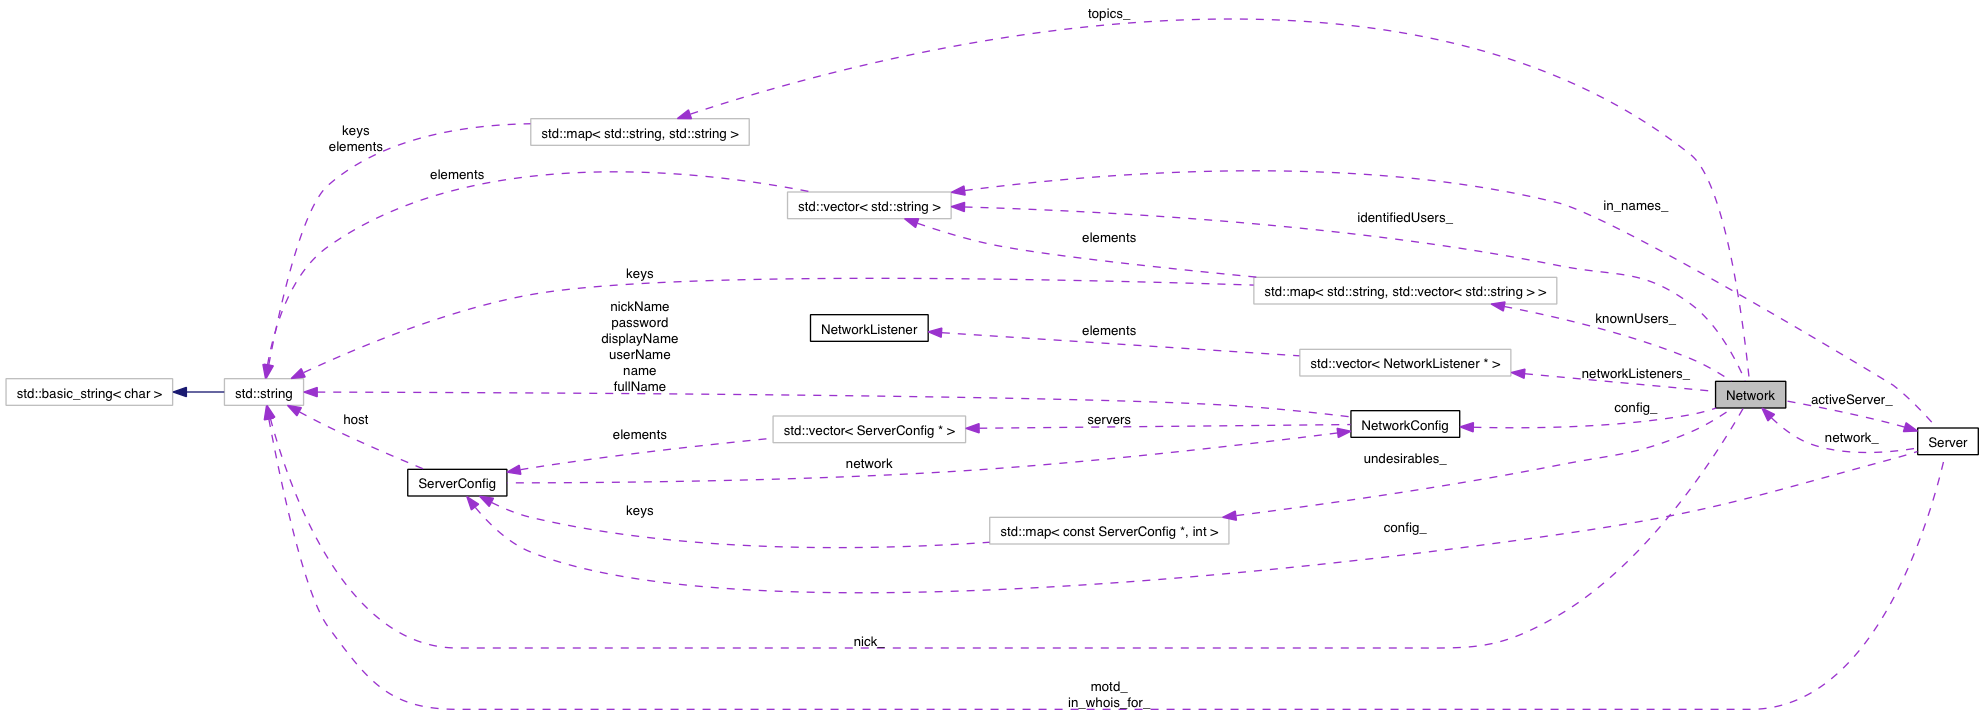 topics_
keys
elements
std::map< std::string, std::string >
elements
std::vector< std::string >
in_names_
identifiedUsers_
elements
keys
std::map< std::string, std::vector< std::string > >
nickName
password
displayName
userName
name
fullName
NetworkListener
elements
knownUsers_
std::vector< NetworkListener * >
networkListeners_
std::basic_string< char >
std::string
Network
activeServer_
host
servers
config_
NetworkConfig
std::vector< ServerConfig * >
elements
network_
Server
network
undesirables_
ServerConfig
keys
std::map< const ServerConfig *, int >
config_
nick_
motd_
in_whois_for_